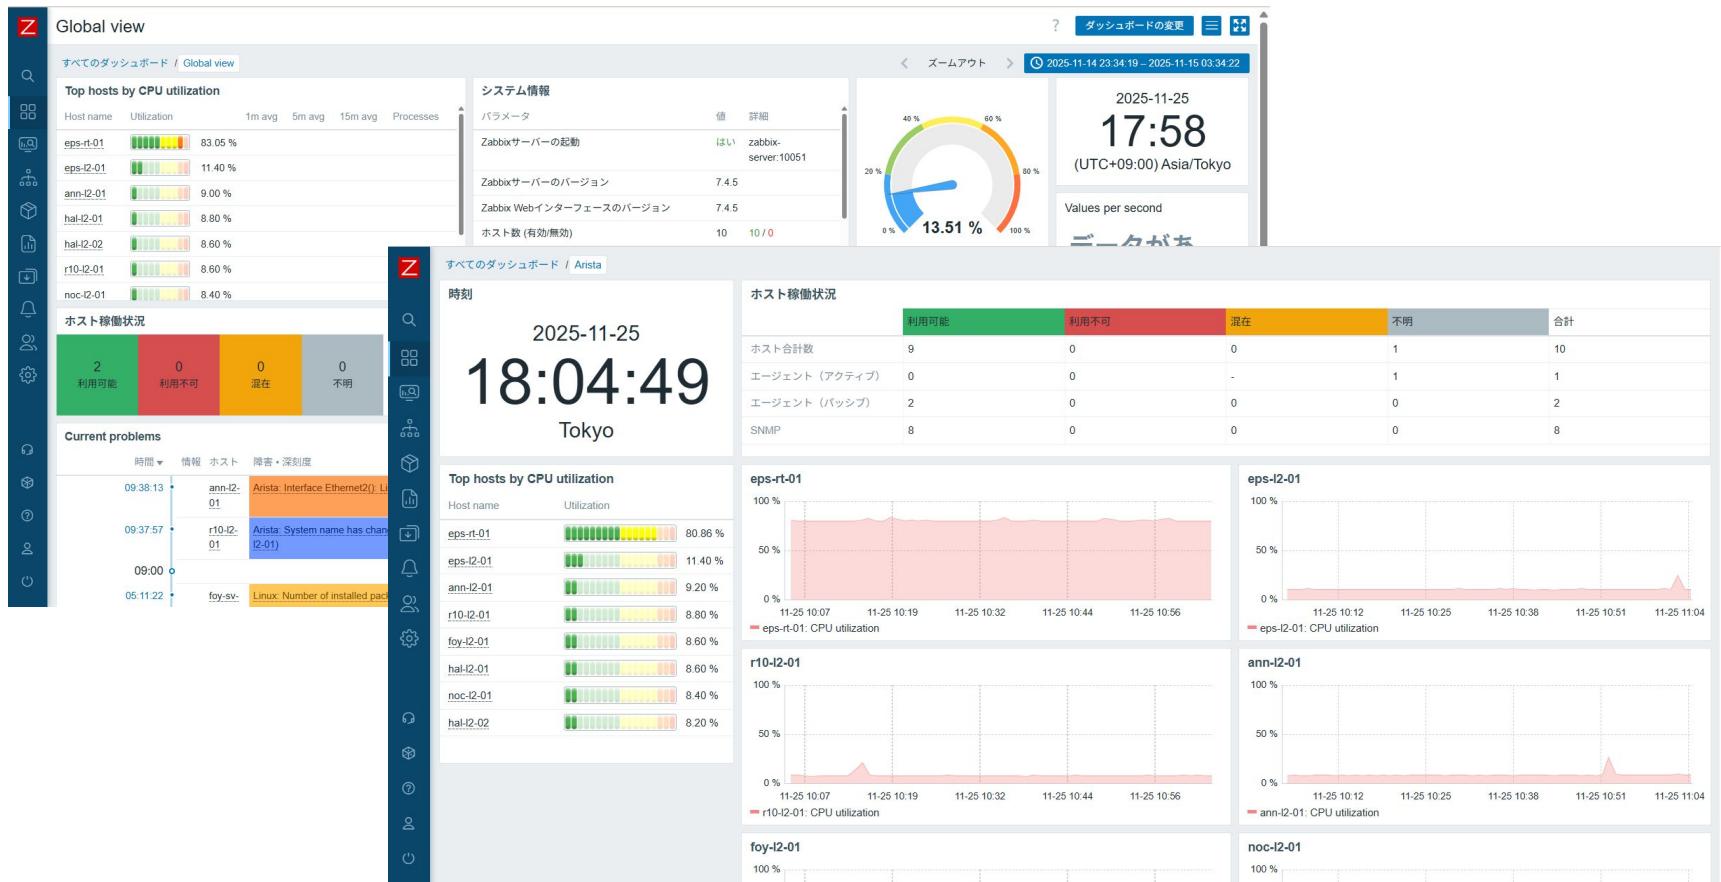 Z
Global view
?
ダッシュボードの変更
すべてのダッシュボード / Global view
ズームアウト
2025-11-14 23:34:19 – 2025-11-15 03:34:22
Top hosts by CPU utilization
Host name Utilization 1m avg 5m avg 15m avg Processes
eps-rt-01 83.05 %
eps-l2-01 11.40 %
ann-l2-01 9.00 %
hal-l2-01 8.80 %
hal-l2-02 8.60 %
r10-l2-01 8.60 %
noc-l2-01 8.40 %
システム情報
パラメータ 値 詳細
Zabbixサーバーの起動 はい zabbix-
server:10051
Zabbixサーバーのバージョン 7.4.5
Zabbix Webインターフェースのバージョン 7.4.5
ホスト数 (有効/無効) 10 10 / 0
40 % 60 %
20 % 80 %
0 % 13.51 % 100 %
2025-11-25
17:58
(UTC+09:00) Asia/Tokyo
Values per second
データがあ
ホスト稼働状況
2 0 0 0
利用可能 利用不可 混在 不明
Current problems
時間 情報 ホスト 障害・深刻度
09:38:13 ann-l2-
01
Arista: Interface Ethernet2(): Li
09:37:57 r10-l2-
01
Arista: System name has chan
l2-01)
09:00
05:11:22 foy-sv- Linux: Number of installed pac
Z
すべてのダッシュボード / Arista
時刻
2025-11-25
18:04:49
Tokyo
ホスト稼働状況
利用可能 利用不可 混在 不明 合計
ホスト合計数 9 0 0 1 10
エージェント（アクティブ） 0 0 - 1 1
エージェント（パッシブ） 2 0 0 0 2
SNMP 8 0 0 0 8
Top hosts by CPU utilization
Host name Utilization
eps-rt-01 80.86 %
eps-l2-01 11.40 %
ann-l2-01 9.20 %
r10-l2-01 8.80 %
foy-l2-01 8.60 %
hal-l2-01 8.60 %
noc-l2-01 8.40 %
hal-l2-02 8.20 %
eps-rt-01
100 %
50 %
0 %
11-25 10:07 11-25 10:19 11-25 10:32 11-25 10:44 11-25 10:56
eps-rt-01: CPU utilization
eps-l2-01
100 %
50 %
0 %
11-25 10:12 11-25 10:25 11-25 10:38 11-25 10:51 11-25 11:04
eps-l2-01: CPU utilization
r10-l2-01
100 %
50 %
0 %
11-25 10:07 11-25 10:19 11-25 10:32 11-25 10:44 11-25 10:56
r10-l2-01: CPU utilization
ann-l2-01
100 %
50 %
0 %
11-25 10:12 11-25 10:25 11-25 10:38 11-25 10:51 11-25 11:04
ann-l2-01: CPU utilization
foy-l2-01
100 %
noc-l2-01
100 %